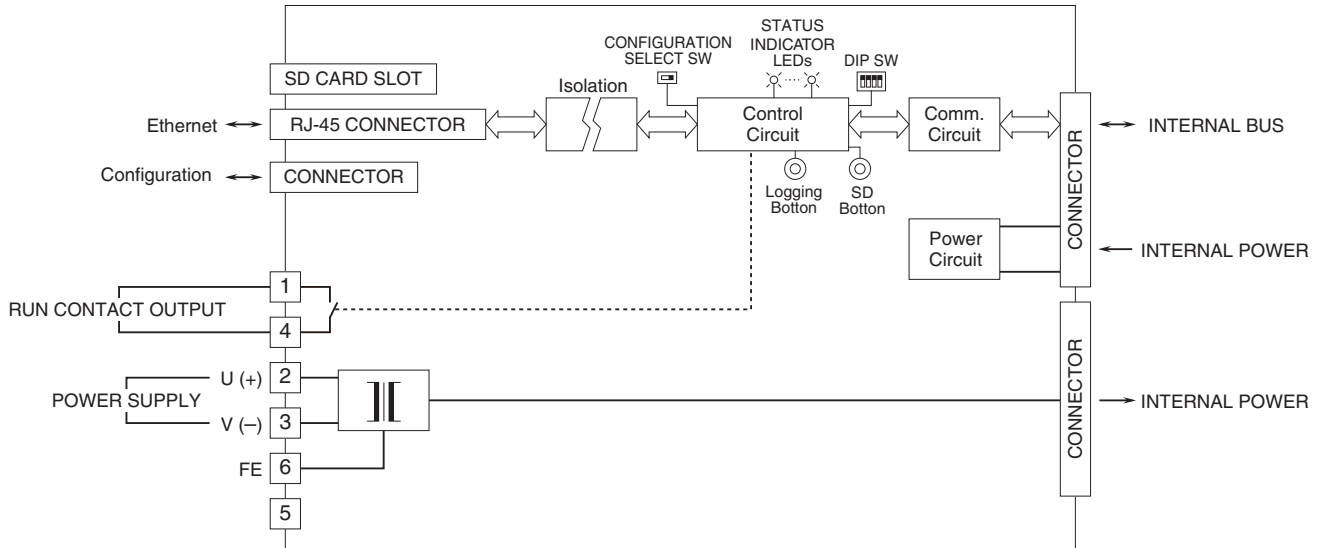 SD CARD SLOT
Ethernet
RJ-45 CONNECTOR
Configuration
CONNECTOR
Isolation
CONFIGURATION
SELECT SW
STATUS
INDICATOR
LEDs
DIP SW
Control
Circuit
Comm.
Circuit
Logging
Botton
SD
Botton
Power
Circuit
CONNECTOR
INTERNAL BUS
INTERNAL POWER
RUN CONTACT OUTPUT
1
4
POWER SUPPLY
U (+)
2
V (–)
3
FE
6
5
CONNECTOR
INTERNAL POWER